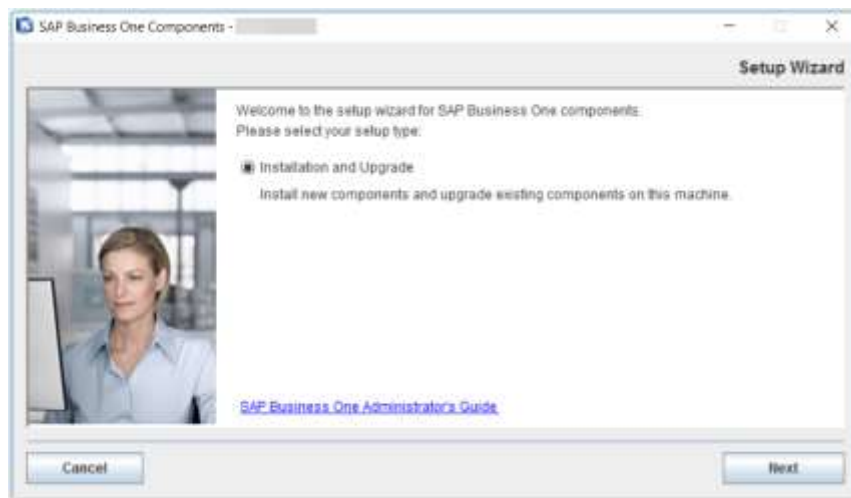 SAP Business One Components -
Setup Wizard
Welcome to the setup wizard for SAP Business One components.
Please select your setup type:
Installation and Upgrade
Install new components and upgrade existing components on this machine.
SAP Business One Administrator's Guide
Cancel
Next